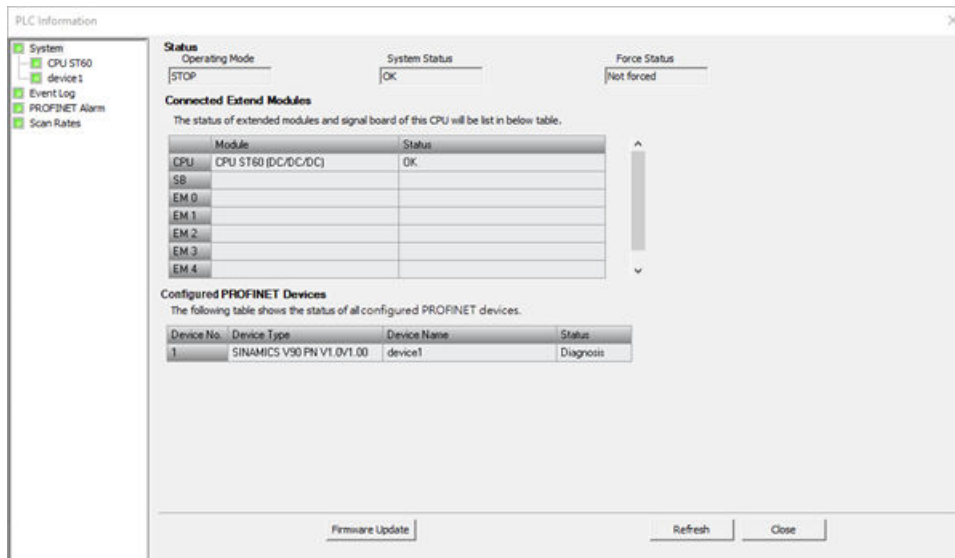 PLC Information
System
CPU ST60
device1
Event Log
PROFINET Alarm
Scan Rates
Status
Operating Mode System Status Force Status
STOP OK Not forced
Connected Extend Modules
The status of extended modules and signal board of this CPU will be list in below table.
Module Status
CPU CPU ST60 (DC/DC/DC) OK
SB
EM 0
EM 1
EM 2
EM 3
EM 4
Configured PROFINET Devices
The following table shows the status of all configured PROFINET devices.
Device No. Device Type Device Name Status
1 SINAMICS V90 PN V1.0V1.00 device1 Diagnosis
Firmware Update Refresh Close